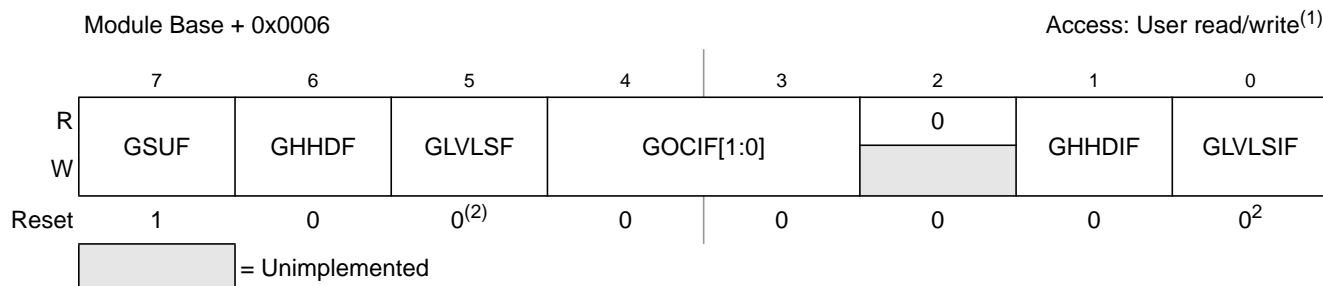 Module Base + 0x0006 Access: User read/write(1)
7 6 5 4 3 2 1 0
R GSUF GHHDF GLVLSF GOCIF[1:0] 0 GHHDIF GLVLSIF
W
Reset 1 0 0(2) 0 0 0 0 02
= Unimplemented